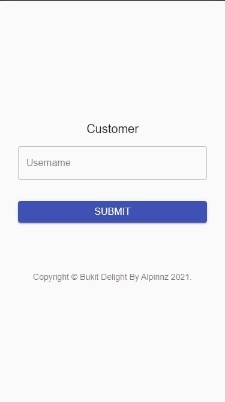 Customer
Username
SUBMIT
Copyright © Bukit Delight By Alpinnz 2021.